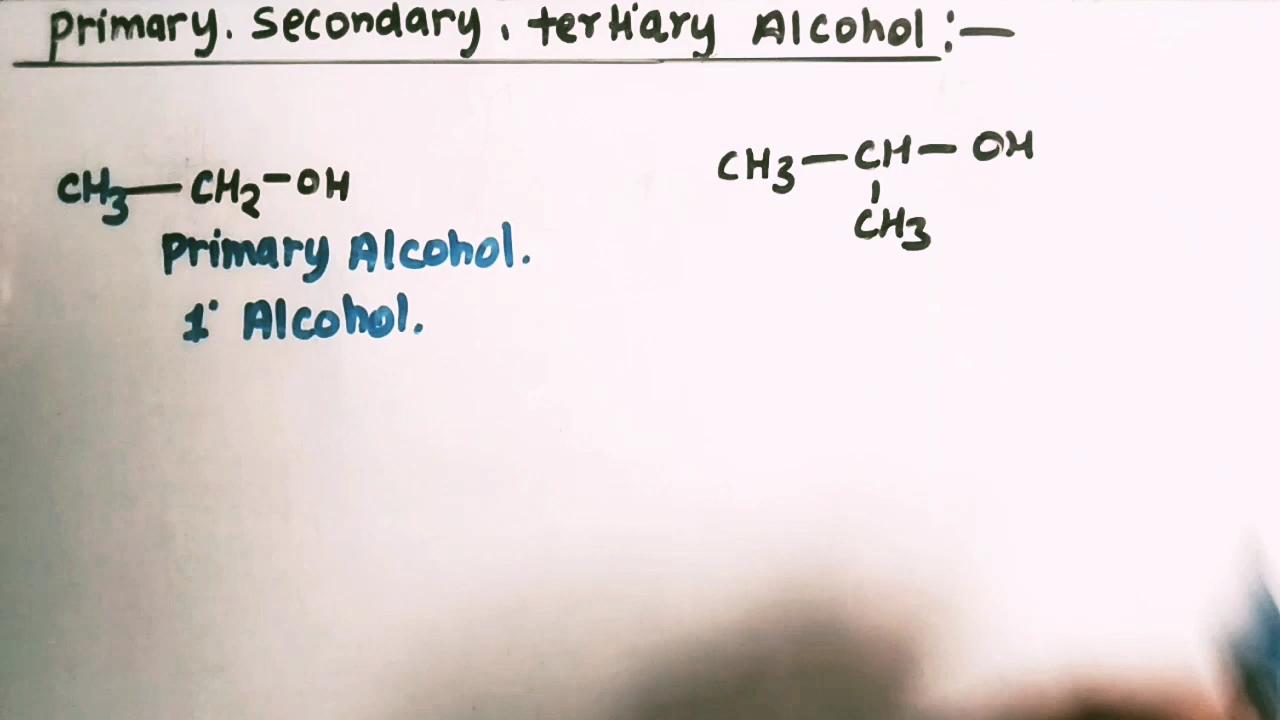 Primary. Secondary, tertiary Alcohol:—
CH3—CH2—OH
Primary Alcohol.
1° Alcohol.
CH3—CH—OH
|
CH3